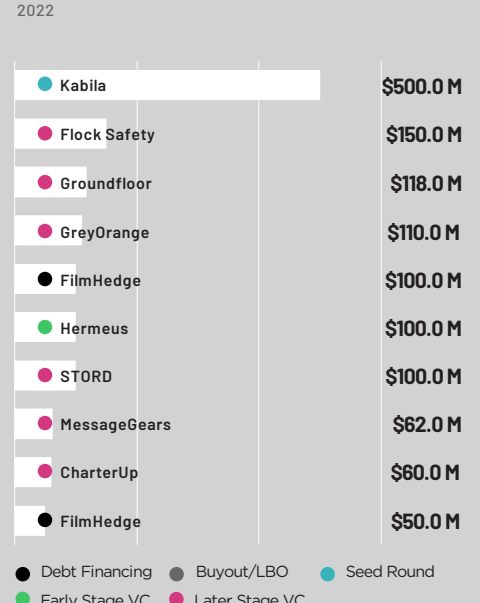 2022
Kabila $500.0 M
Flock Safety $150.0 M
Groundfloor $118.0 M
GreyOrange $110.0 M
FilmHedge $100.0 M
Hermeus $100.0 M
STORD $100.0 M
MessageGears $62.0 M
CharterUp $60.0 M
FilmHedge $50.0 M
Debt Financing Buyout/LBO Seed Round
Early Stage VC Later Stage VC